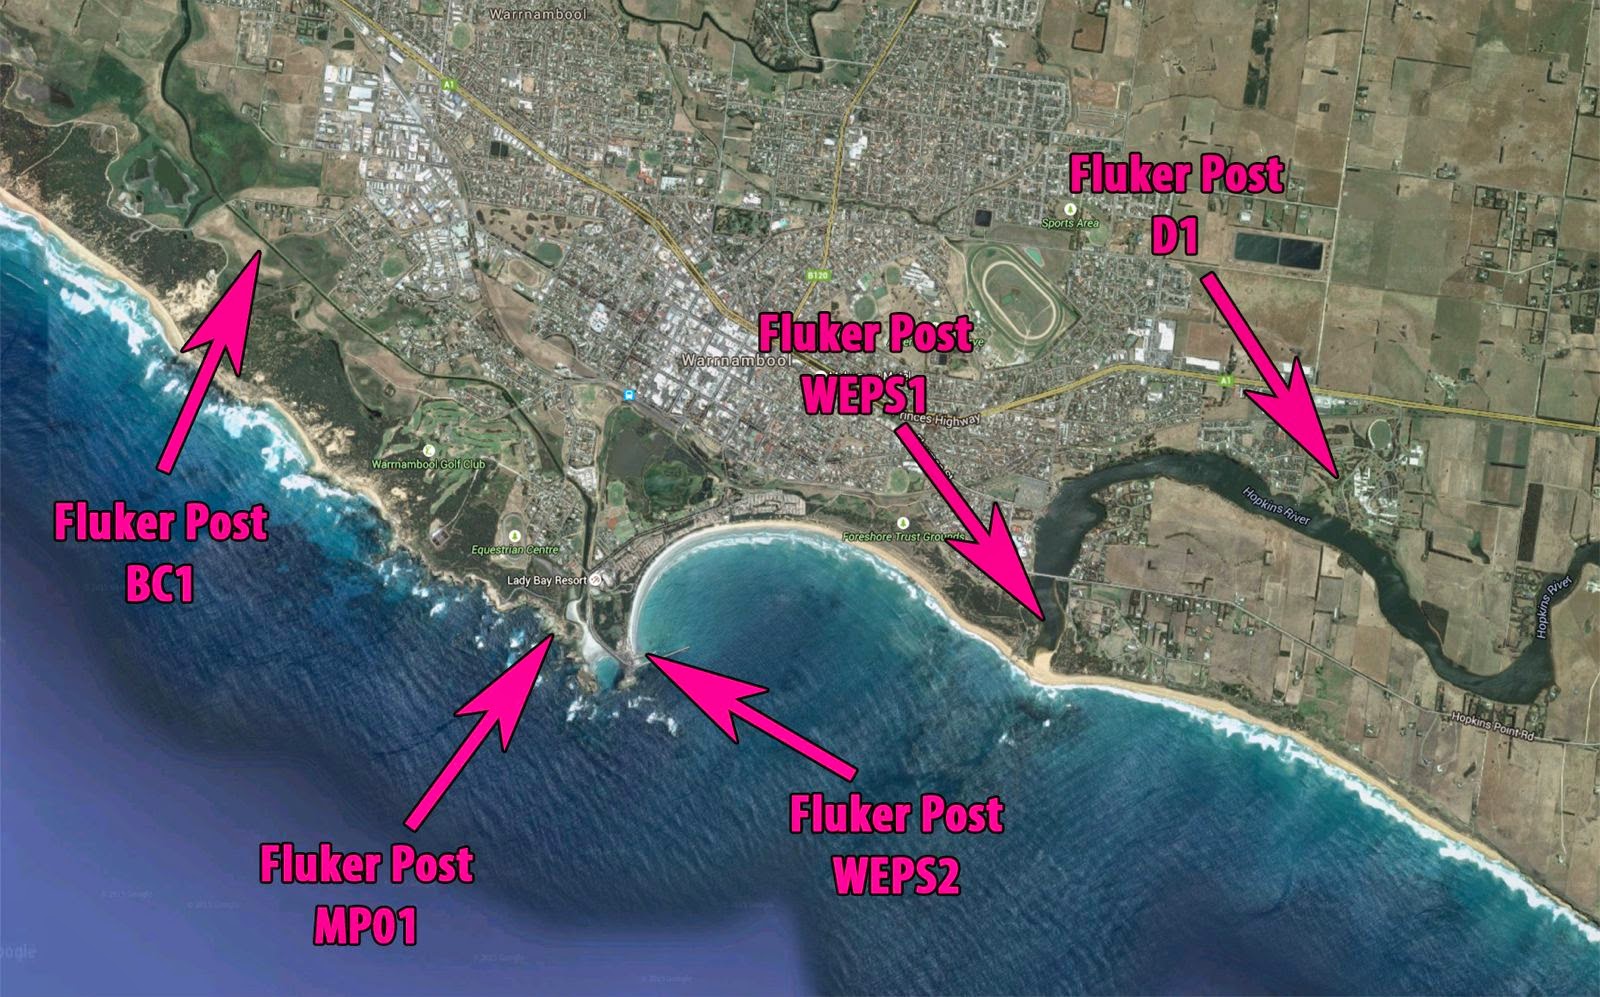 Warrnambool
A1
Fluker Post
D1
Sports Area
B120
Fluker Post
WEPS1
Warrnambool
Princes Highway
A1
Warrnambool Golf Club
Hopkins River
Fluker Post
BC1
Foreshore Trust Grounds
Equestrian Centre
Lady Bay Resort
Hopkins River
Hopkins Point Rd
Fluker Post
WEPS2
Fluker Post
MP01
© 2015 Google